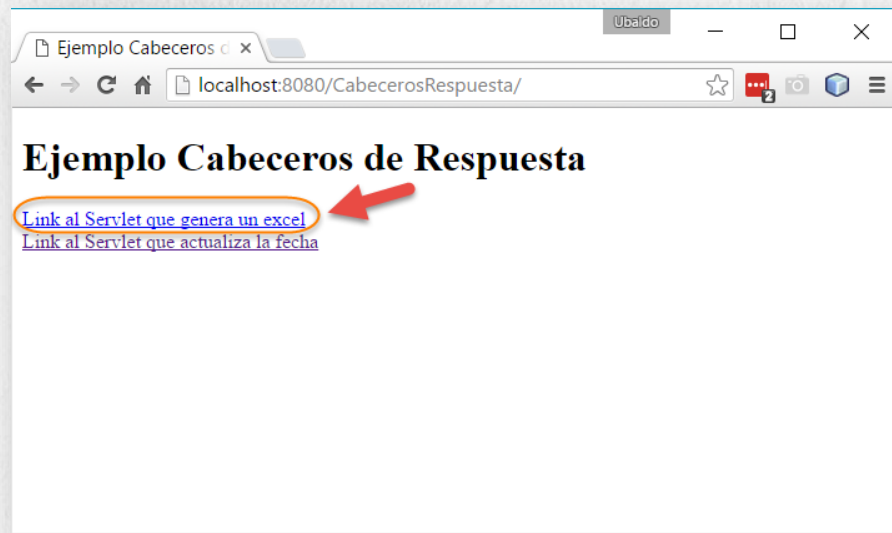 Ubaldo
Ejemplo Cabeceros d
localhost:8080/CabecerosRespuesta/
2
Ejemplo Cabeceros de Respuesta
Link al Servlet que genera un excel
Link al Servlet que actualiza la fecha